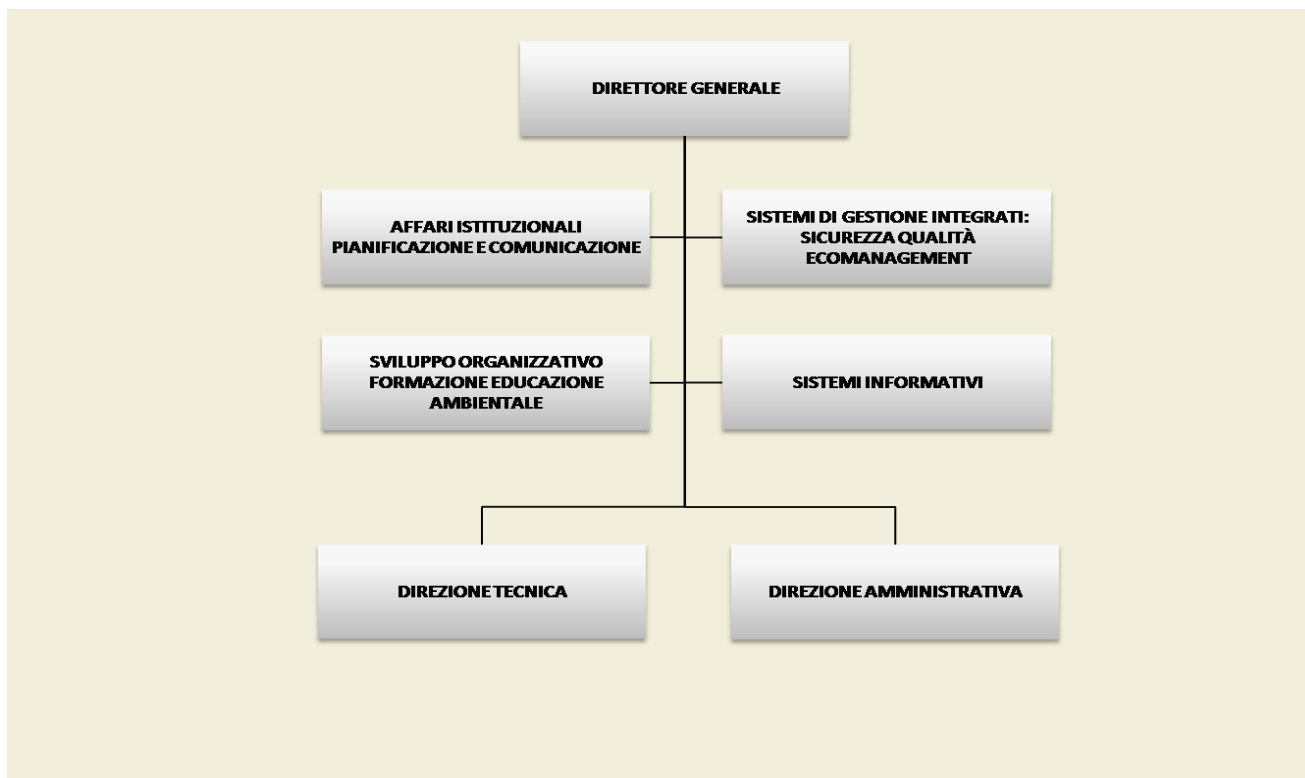 DIRETTORE GENERALE
AFFARI ISTITUZIONALI
PIANIFICAZIONE E COMUNICAZIONE
SISTEMI DI GESTIONE INTEGRATI:
SICUREZZA QUALITÀ
ECOMANAGEMENT
SVILUPPO ORGANIZZATIVO
FORMAZIONE EDUCAZIONE
AMBIENTALE
SISTEMI INFORMATIVI
DIREZIONE TECNICA
DIREZIONE AMMINISTRATIVA